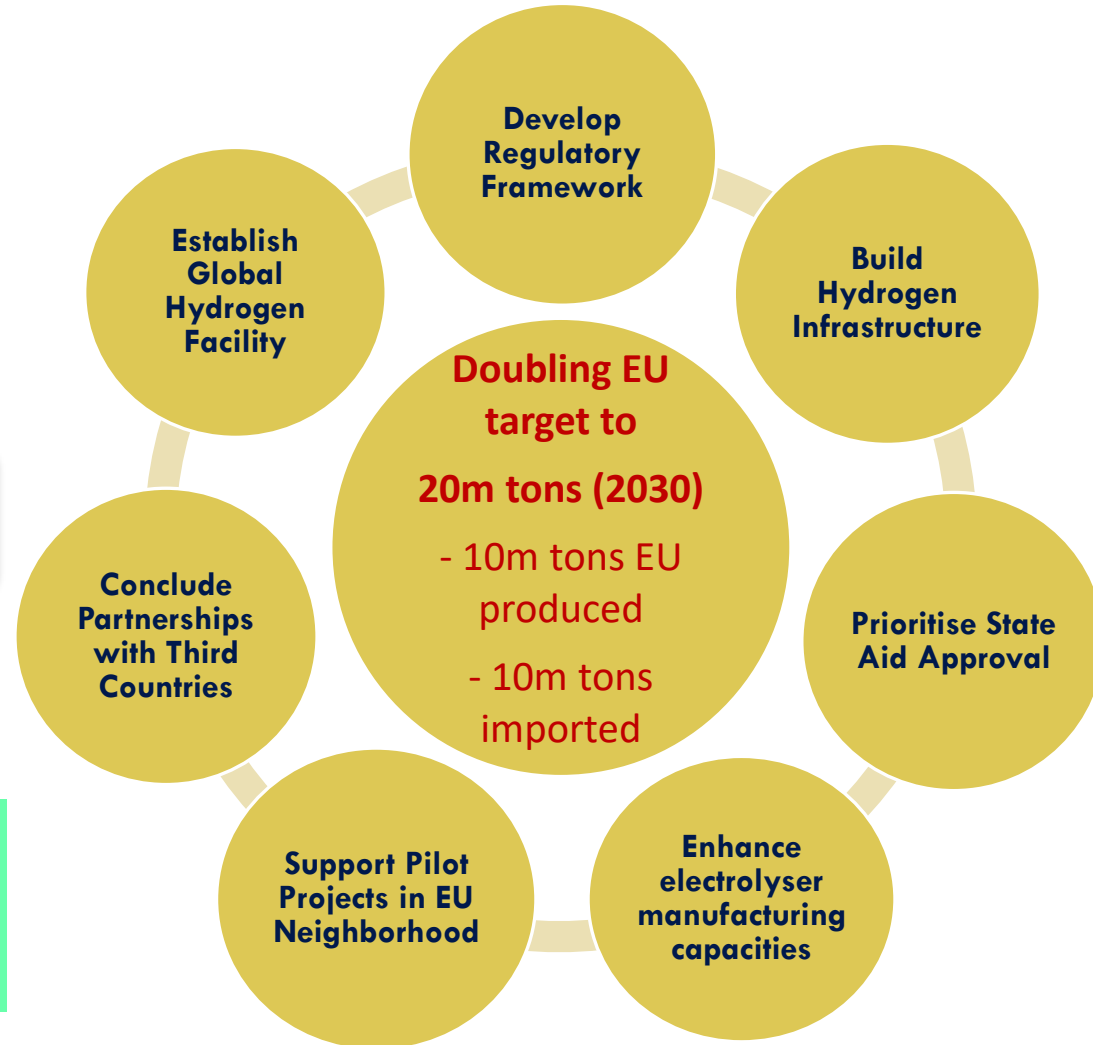 Develop
Regulatory
Framework
Build
Hydrogen
Infrastructure
Prioritise State
Aid Approval
Enhance
electrolyser
manufacturing
capacities
Support Pilot
Projects in EU
Neighborhood
Conclude
Partnerships
with Third
Countries
Establish
Global
Hydrogen
Facility
Doubling EU
target to
20m tons (2030)
- 10m tons EU
produced
- 10m tons
imported